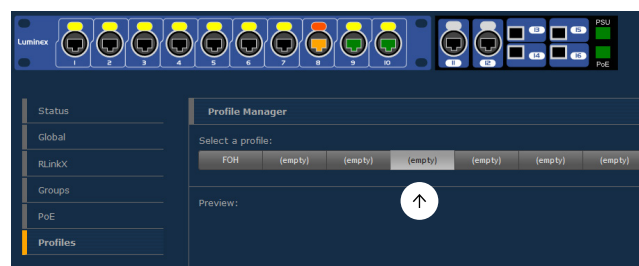 PSU
13 15
Luminex
14 16
1 2 3 4 5 6 7 8 9 10 11 12 PoE
Status
Global
RLinkX
Groups
PoE
Profiles
Profile Manager
Select a profile:
FOH (empty) (empty) (empty) (empty) (empty) (empty)
Preview: